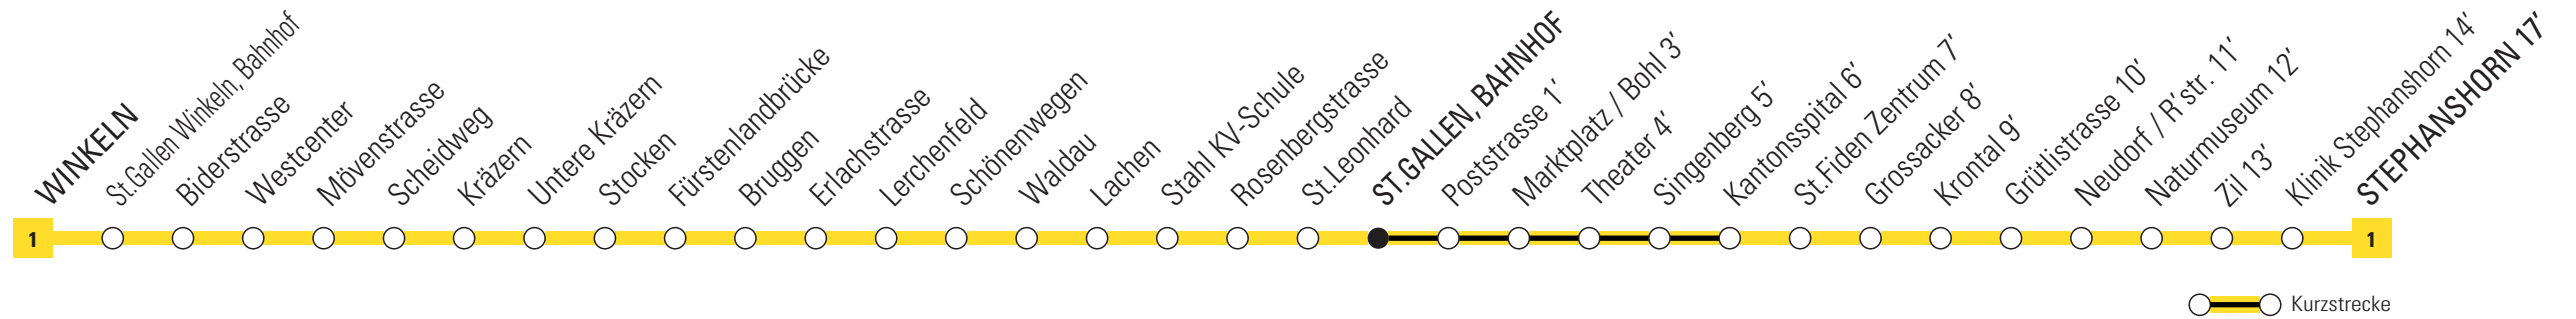 WINKELN
St.Gallen Winkeln, Bahnhof
Biderstrasse
Westcenter
Mövenstrasse
Scheidweg
Kräzern
Untere Kräzern
Stocken
Fürstenlandbrücke
Bruggen
Erlachstrasse
Lerchenfeld
Schönenwegen
Waldau
Lachen
Stahl KV-Schule
Rosenbergstrasse
St.Leonhard
ST.GALLEN, BAHNHOF
Poststrasse 1’
Marktplatz / Bohl 3’
Theater 4’
Singenberg 5’
Kantonsspital 6’
St.Fiden Zentrum 7’
Grossacker 8’
Krontal 9’
Grütlistrasse 10’
Neudorf / R’str. 11’
Naturmuseum 12’
Zil 13’
Klinik Stephanshorn 14’
STEPHANSHORN 17’
1
1
Kurzstrecke